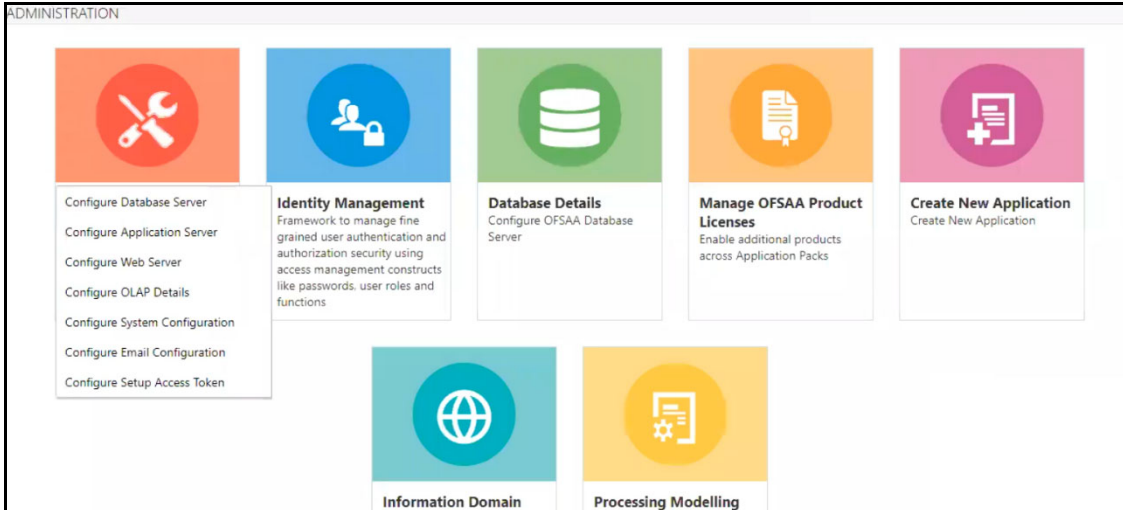 ADMINISTRATION
Configure Database Server
Configure Application Server
Configure Web Server
Configure OLAP Details
Configure System Configuration
Configure Email Configuration
Configure Setup Access Token
Identity Management
Framework to manage fine
grained user authentication and
authorization security using
access management constructs
like passwords. user roles and
functions
Database Details
Configure OFSAA Database
Server
Manage OFSAA Product
Licenses
Enable additional products
across Application Packs
Create New Application
Create New Application
Information Domain
Processing Modelling